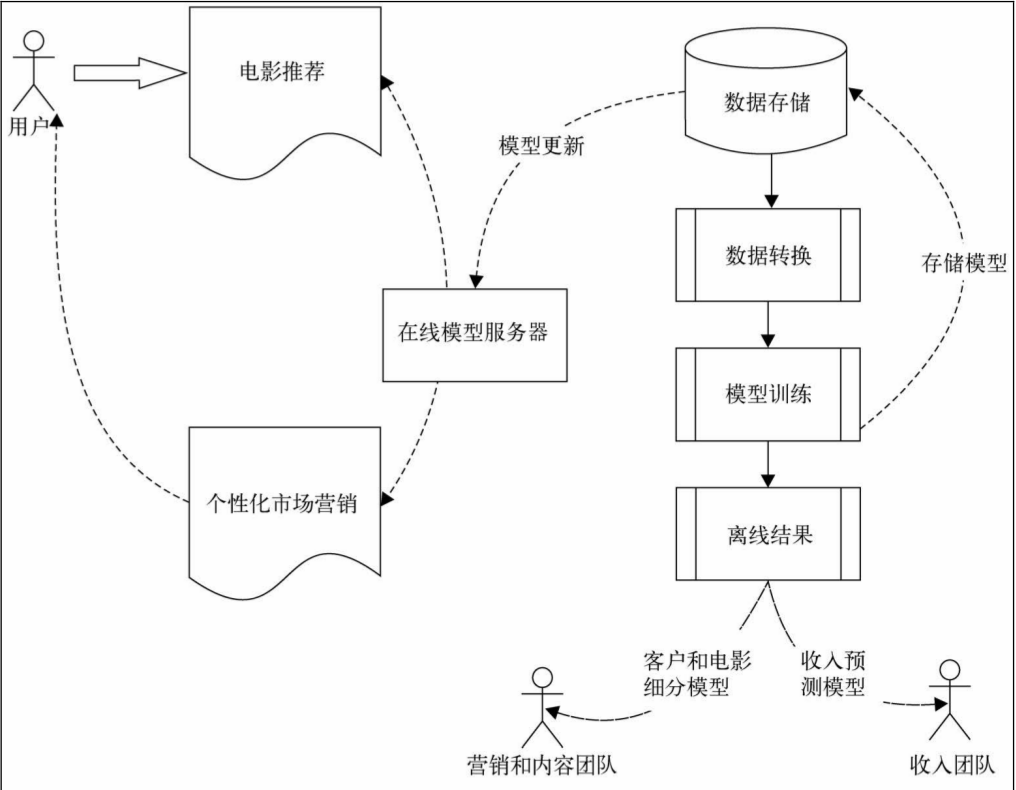 用户
电影推荐
数据存储
模型更新
数据转换
存储模型
在线模型服务器
模型训练
个性化市场营销
离线结果
客户和电影
细分模型
收入预
测模型
营销和内容团队
收入团队